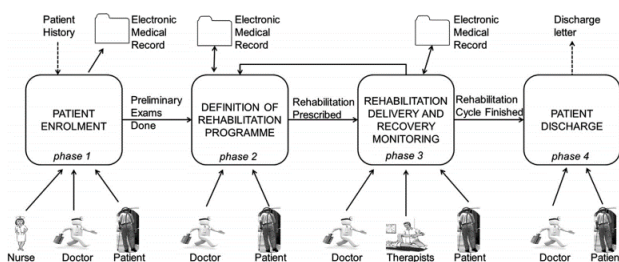 Patient
History
Electronic
Medical
Record
Electronic
Medical
Record
Electronic
Medical
Record
Discharge
letter
PATIENT
ENROLMENT
phase 1
Preliminary
Exams
Done
DEFINITION OF
REHABILITATION
PROGRAMME
phase 2
Rehabilitation
Prescribed
REHABILITATION
DELIVERY AND
RECOVERY
MONITORING
phase 3
Rehabilitation
Cycle Finished
PATIENT
DISCHARGE
phase 4
Nurse
Doctor
Patient
Doctor
Patient
Doctor
Therapists
Patient
Doctor
Patient